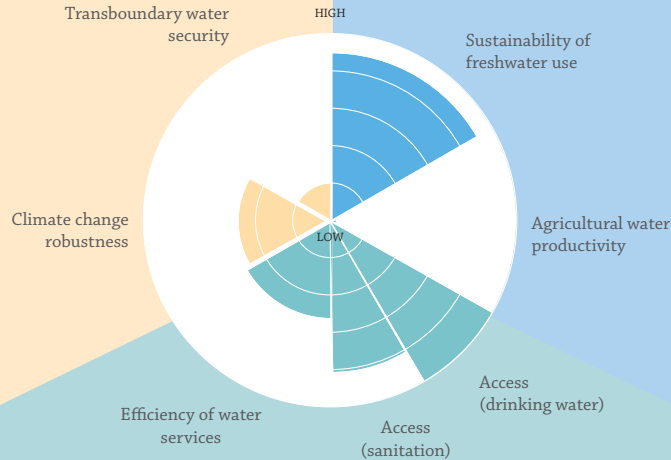 Transboundary water
security
HIGH
Sustainability of
freshwater use
Climate change
robustness
LOW
Agricultural water
productivity
Access
(drinking water)
Efficiency of water
services
Access
(sanitation)